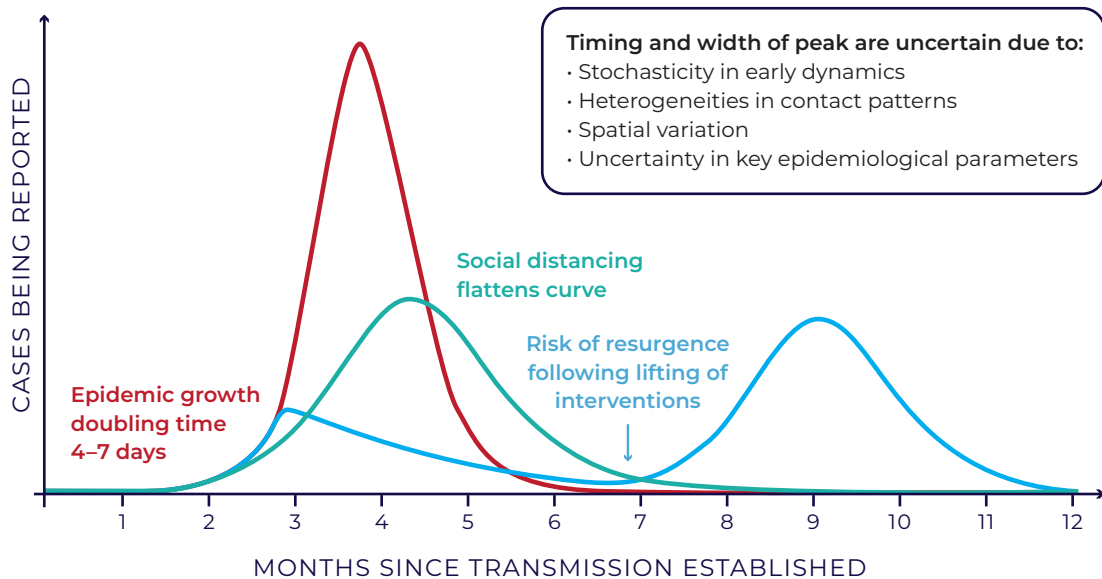 CASES BEING REPORTED
Timing and width of peak are uncertain due to:
· Stochasticity in early dynamics
· Heterogeneities in contact patterns
· Spatial variation
· Uncertainty in key epidemiological parameters
Social distancing
flattens curve
Risk of resurgence
following lifting of
interventions
Epidemic growth
doubling time
4–7 days
1 2 3 4 5 6 7 8 9 10 11 12
MONTHS SINCE TRANSMISSION ESTABLISHED